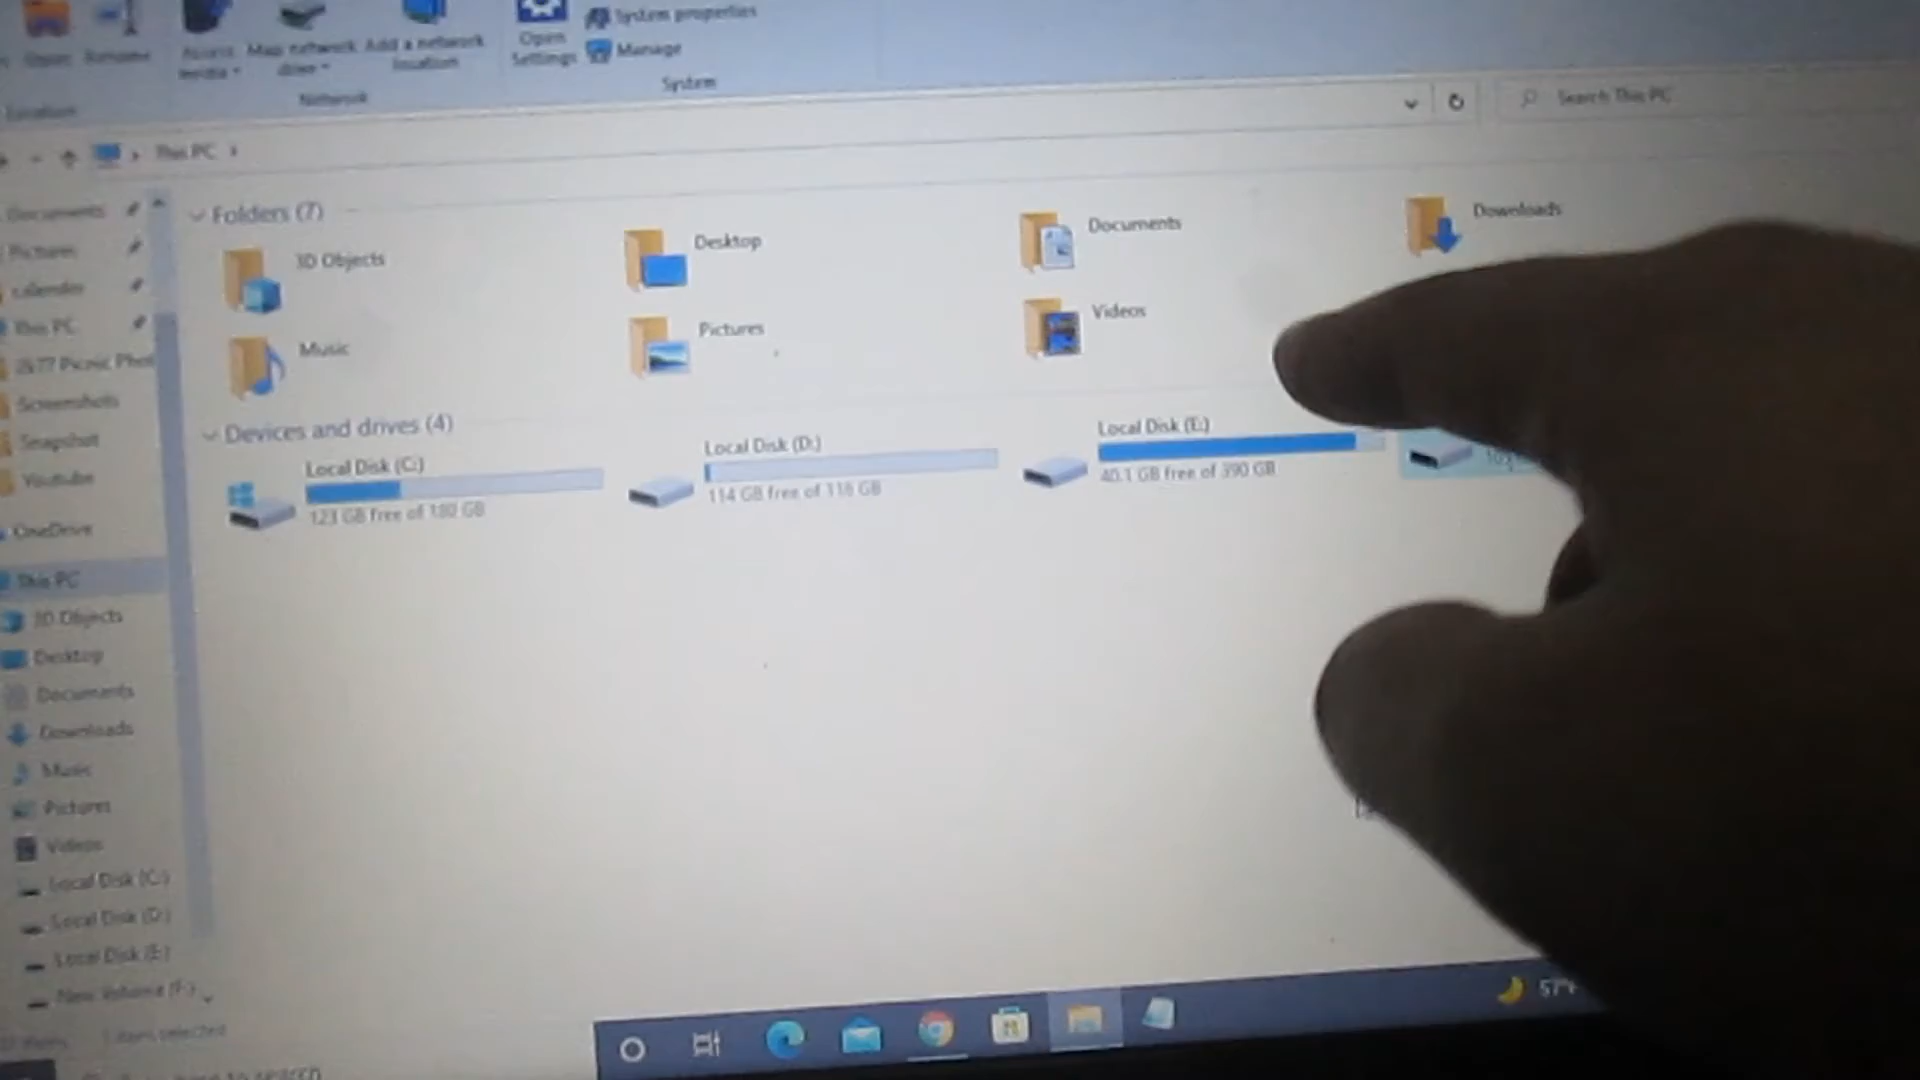 Open Rename Access media Map network drive Add a network location Open Settings System properties
Manage
Location Network System
This PC Search This PC
Documents
Pictures
This PC
Screenshots
Snapshot
Youtube
OneDrive
This PC
3D Objects
Desktop
Documents
Downloads
Music
Pictures
Videos
Local Disk (C:)
Local Disk (D:)
Local Disk (E:)
New Volume (F:)
1 item selected
Folders (7)
3D Objects Desktop Documents Downloads
Music Pictures Videos
Devices and drives (4)
Local Disk (C:)
123 GB free of 180 GB
Local Disk (D:)
114 GB free of 118 GB
Local Disk (E:)
40.1 GB free of 390 GB
57°F